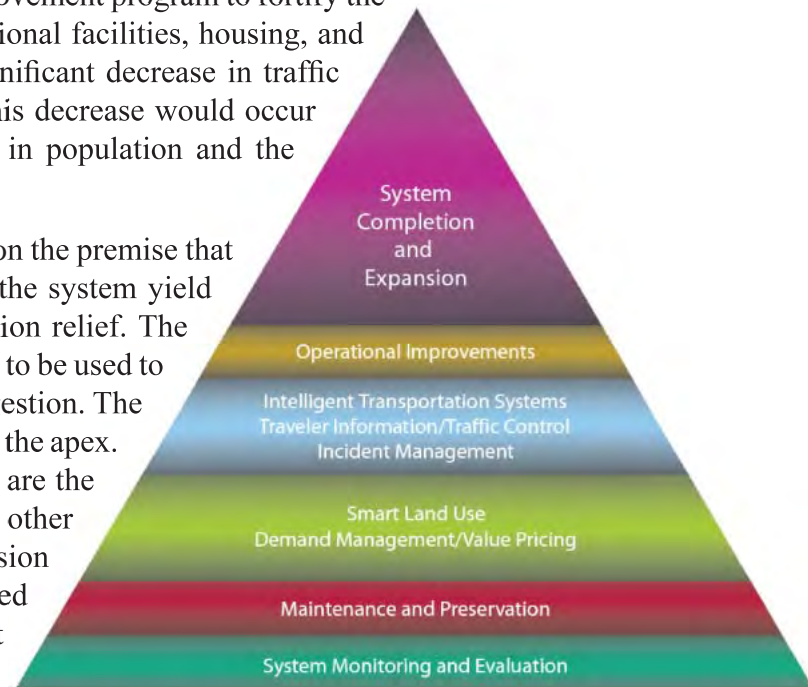 ovement program to fortify the
ional facilities, housing, and
nificant decrease in traffic
his decrease would occur
in population and the
on the premise that
the system yield
ion relief. The
to be used to
estion. The
the apex.
are the
other
sion
ed
t
System
Completion
and
Expansion
Operational Improvements
Intelligent Transportation Systems
Traveler Information/Traffic Control
Incident Management
Smart Land Use
Demand Management/Value Pricing
Maintenance and Preservation
System Monitoring and Evaluation